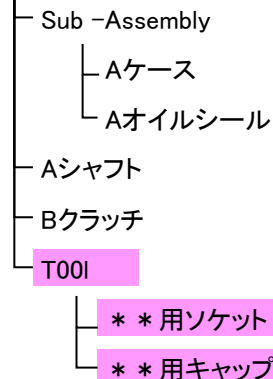 Sub -Assembly
Aケース
Aオイルシール
Aシャフト
Bクラッチ
T00l
＊＊用ソケット
＊＊用キャップ